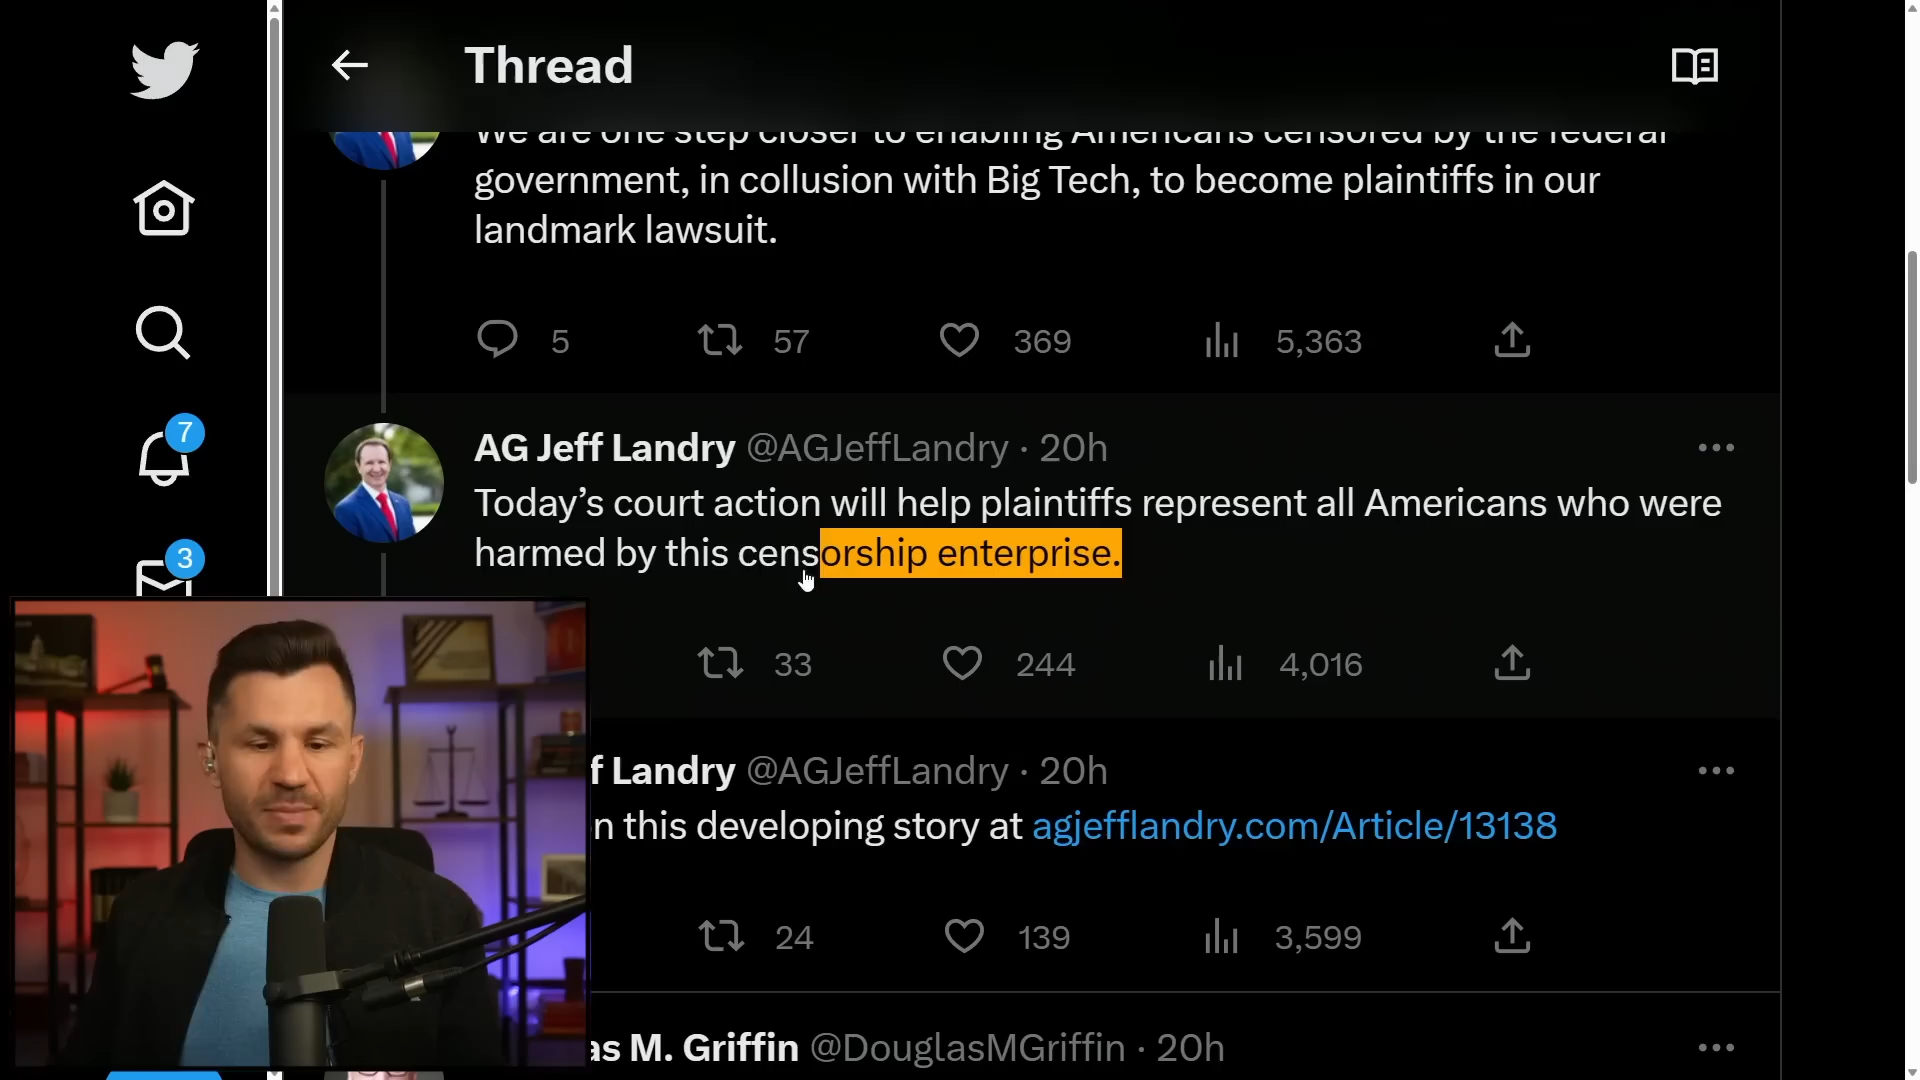 Thread
We are one step closer to enabling Americans censored by the federal
government, in collusion with Big Tech, to become plaintiffs in our
landmark lawsuit.
5 57 369 5,363
7
AG Jeff Landry @AGJeffLandry · 20h
Today’s court action will help plaintiffs represent all Americans who were
harmed by this censorship enterprise.
3
33 244 4,016
f Landry @AGJeffLandry · 20h
n this developing story at agjefflandry.com/Article/13138
24 139 3,599
as M. Griffin @DouglasMGriffin · 20h